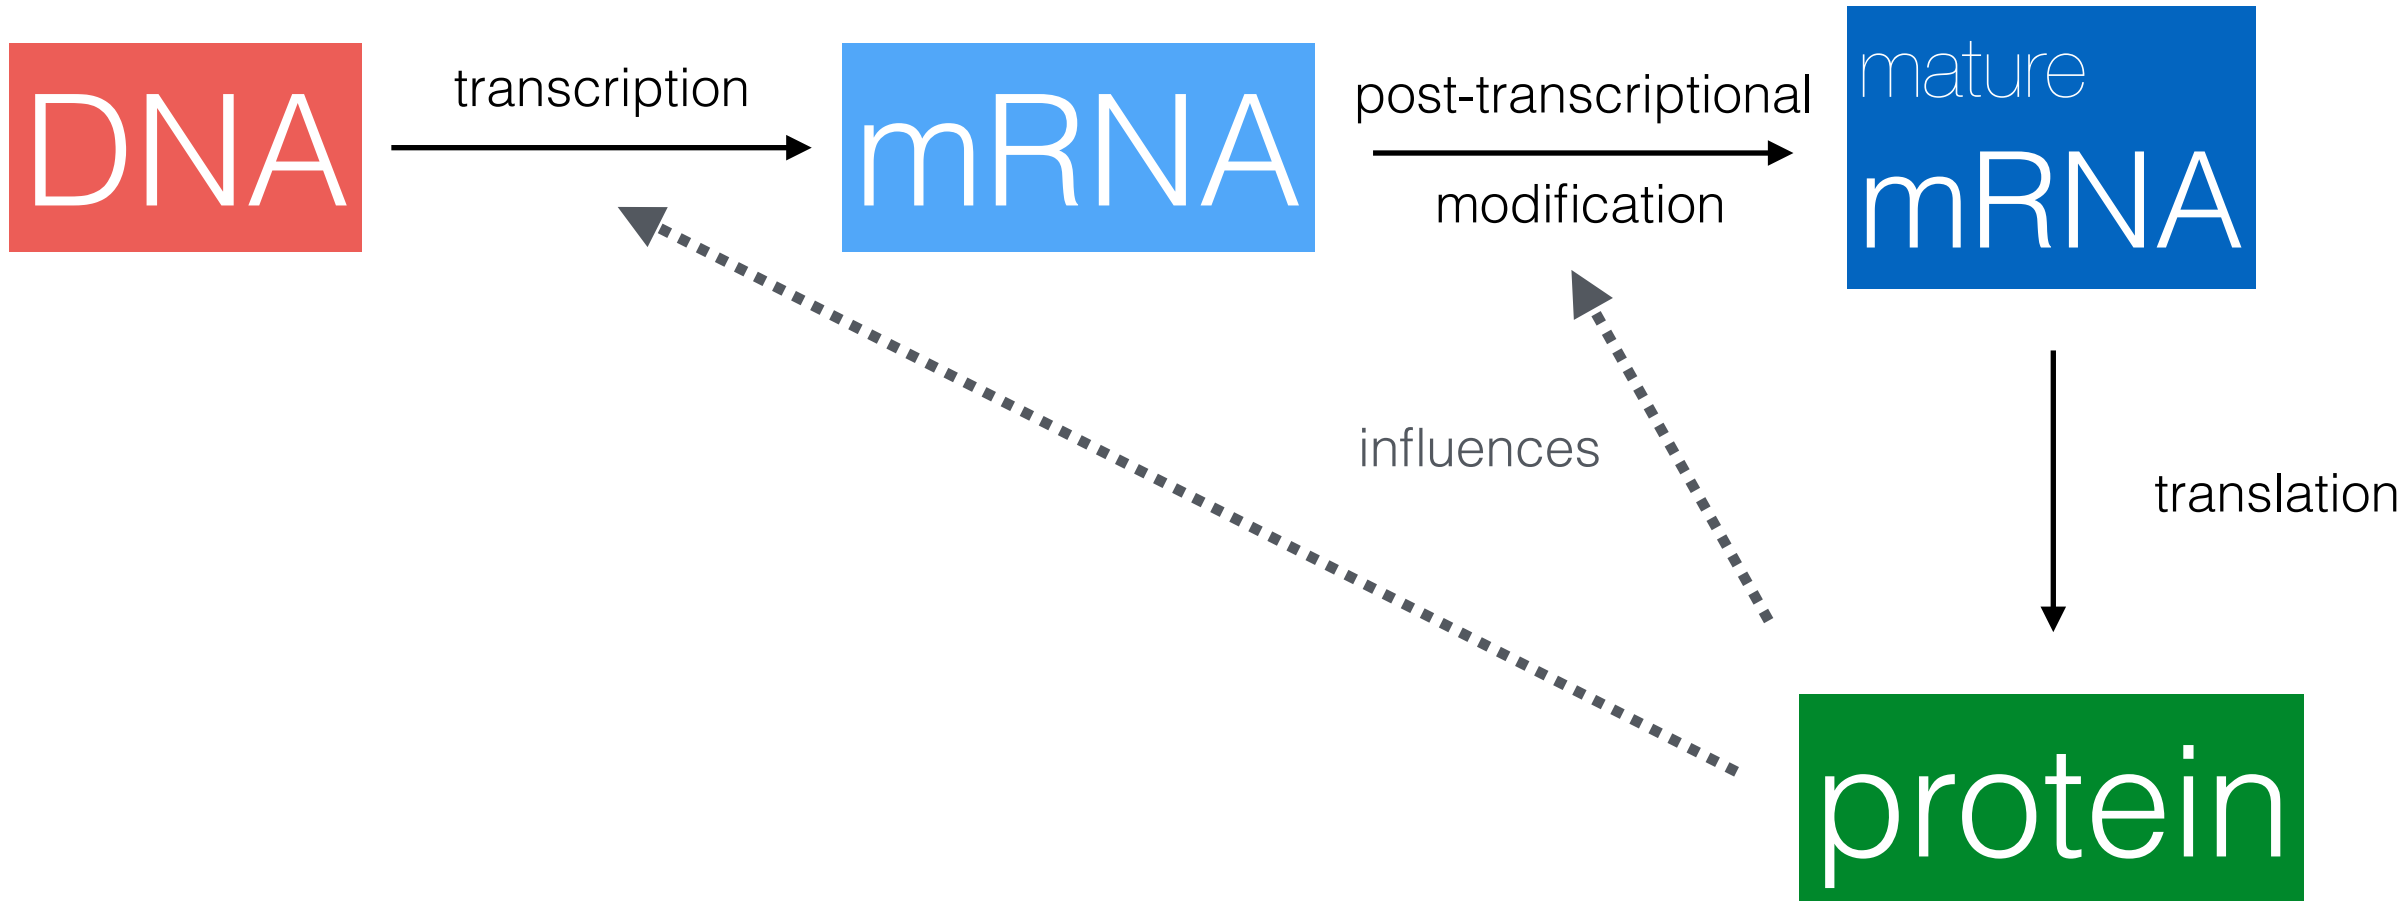 DNA
transcription
mRNA
post-transcriptional
modification
mature
mRNA
influences
translation
protein